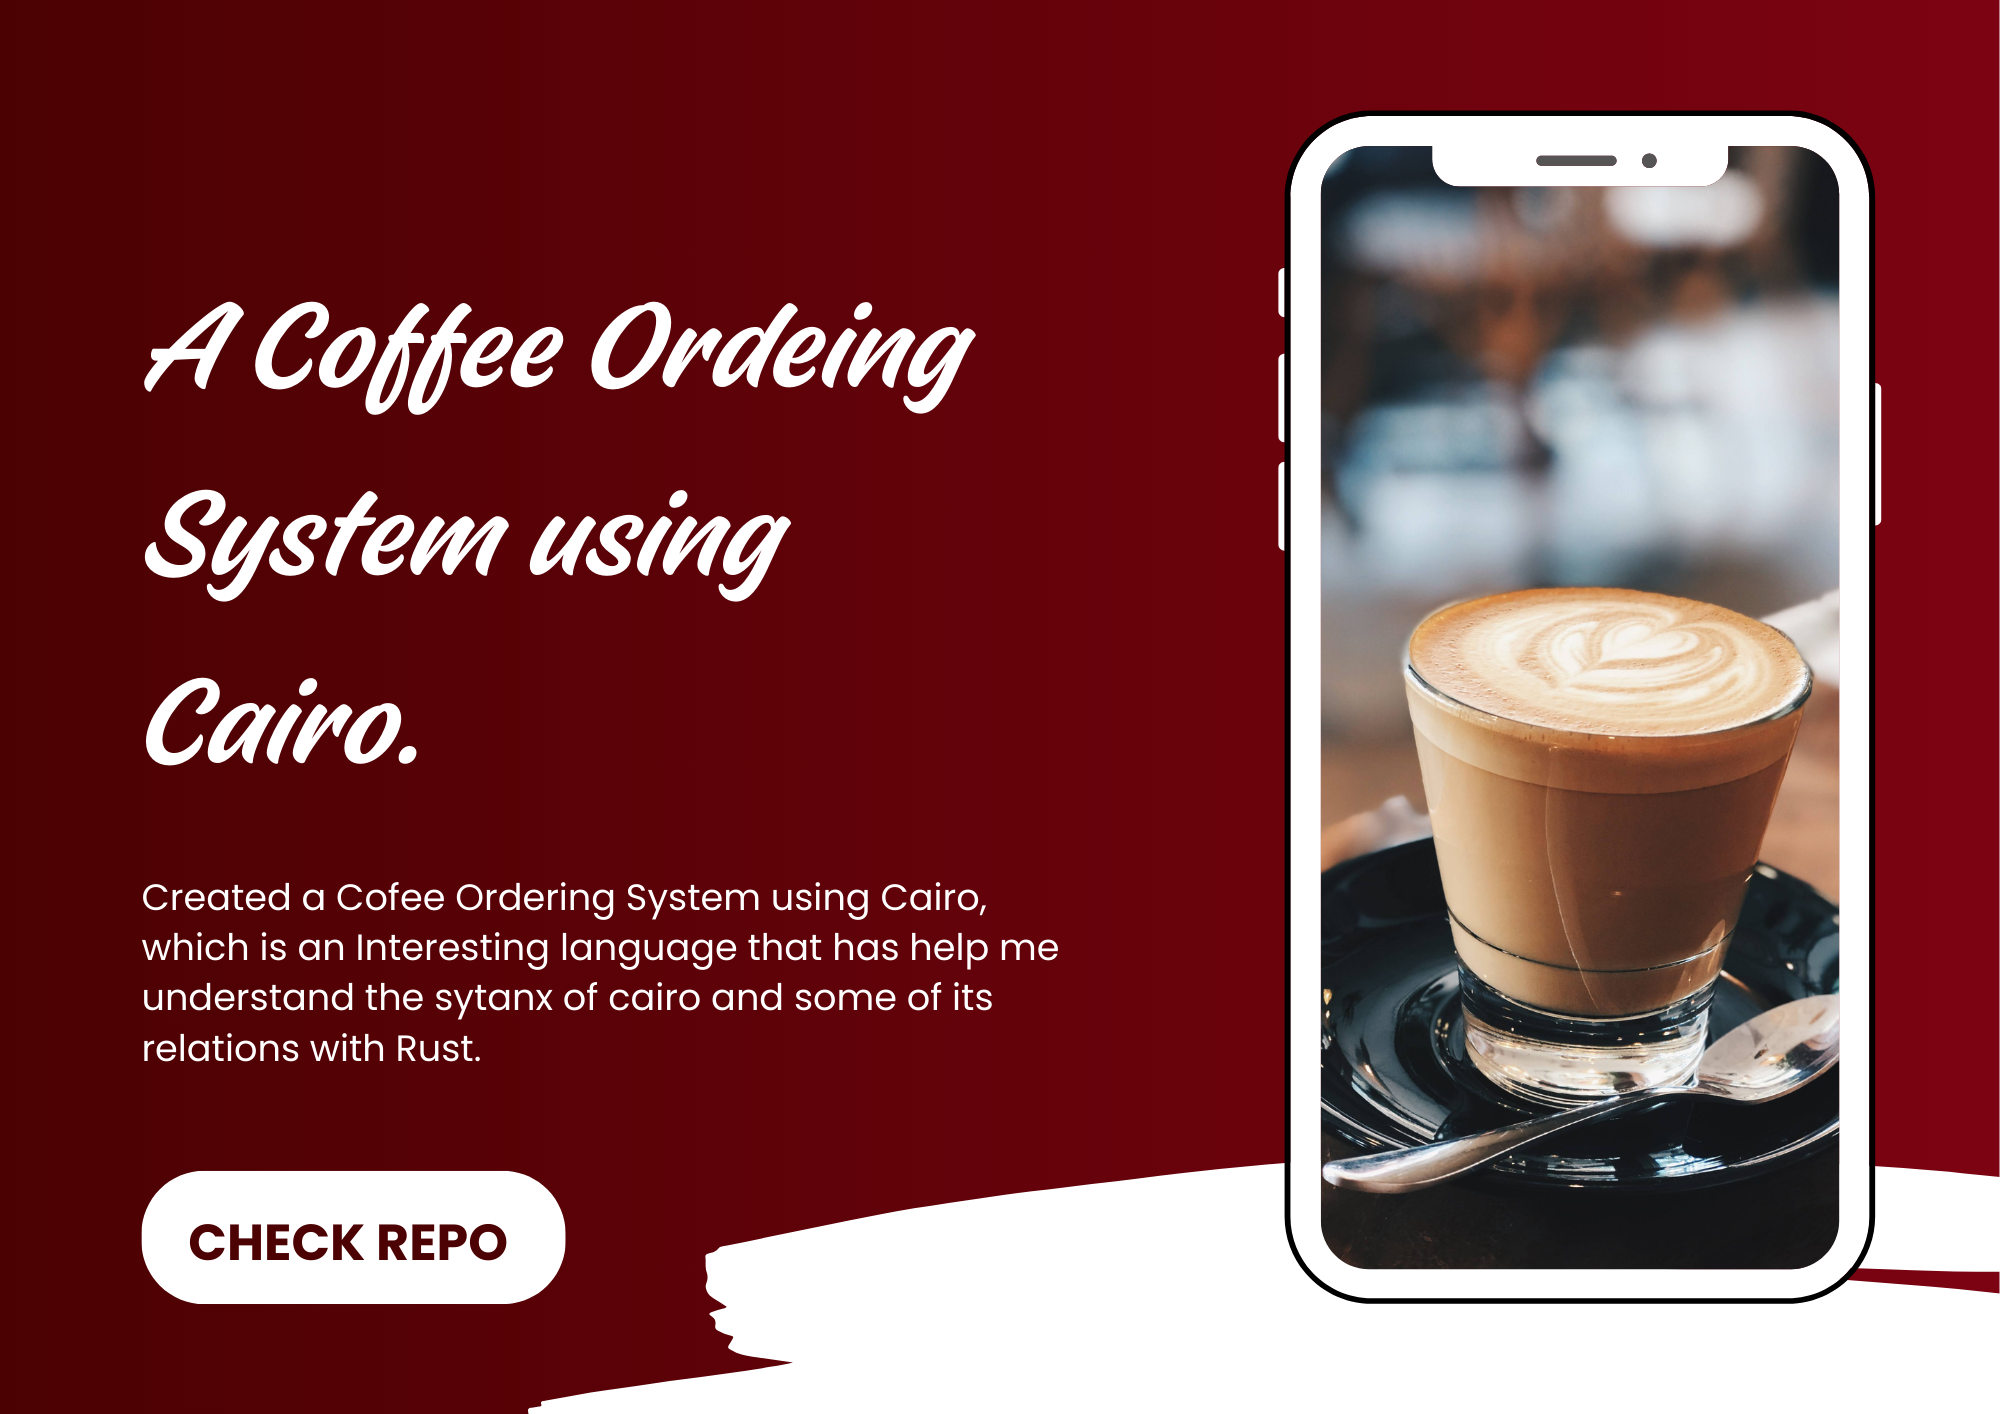 A Coffee Ordeing
System using
Cairo.
Created a Cofee Ordering System using Cairo,
which is an Interesting language that has help me
understand the sytanx of cairo and some of its
relations with Rust.
CHECK REPO